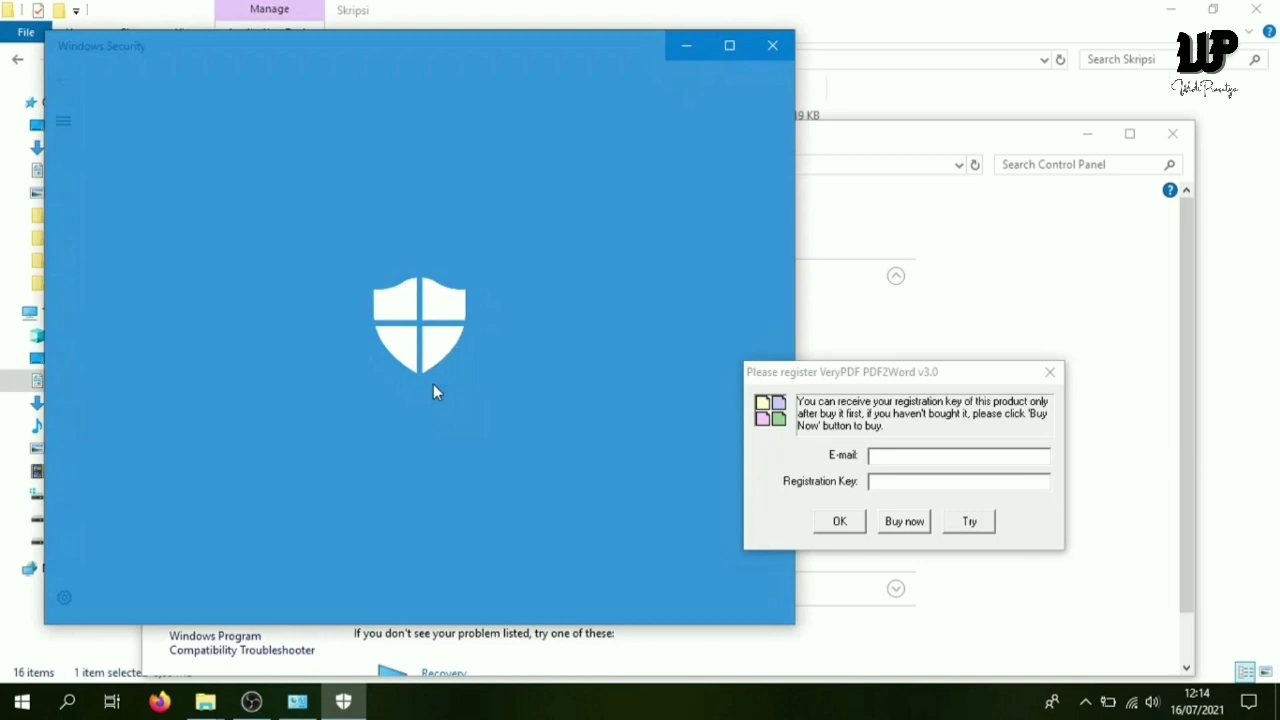 Manage
Skripsi
File
Windows Security
Search Skripsi
WP
19 KB
Search Control Panel
Please register VeryPDF PDF2Word v3.0
You can receive your registration key of this product only
after buy it first, if you haven't bought it, please click 'Buy
Now' button to buy.
E-mail:
Registration Key:
OK
Buy now
Try
If you don't see your problem listed, try one of these:
Windows Program
Compatibility Troubleshooter
Recovery
16 items
1 item selected
12:14
16/07/2021